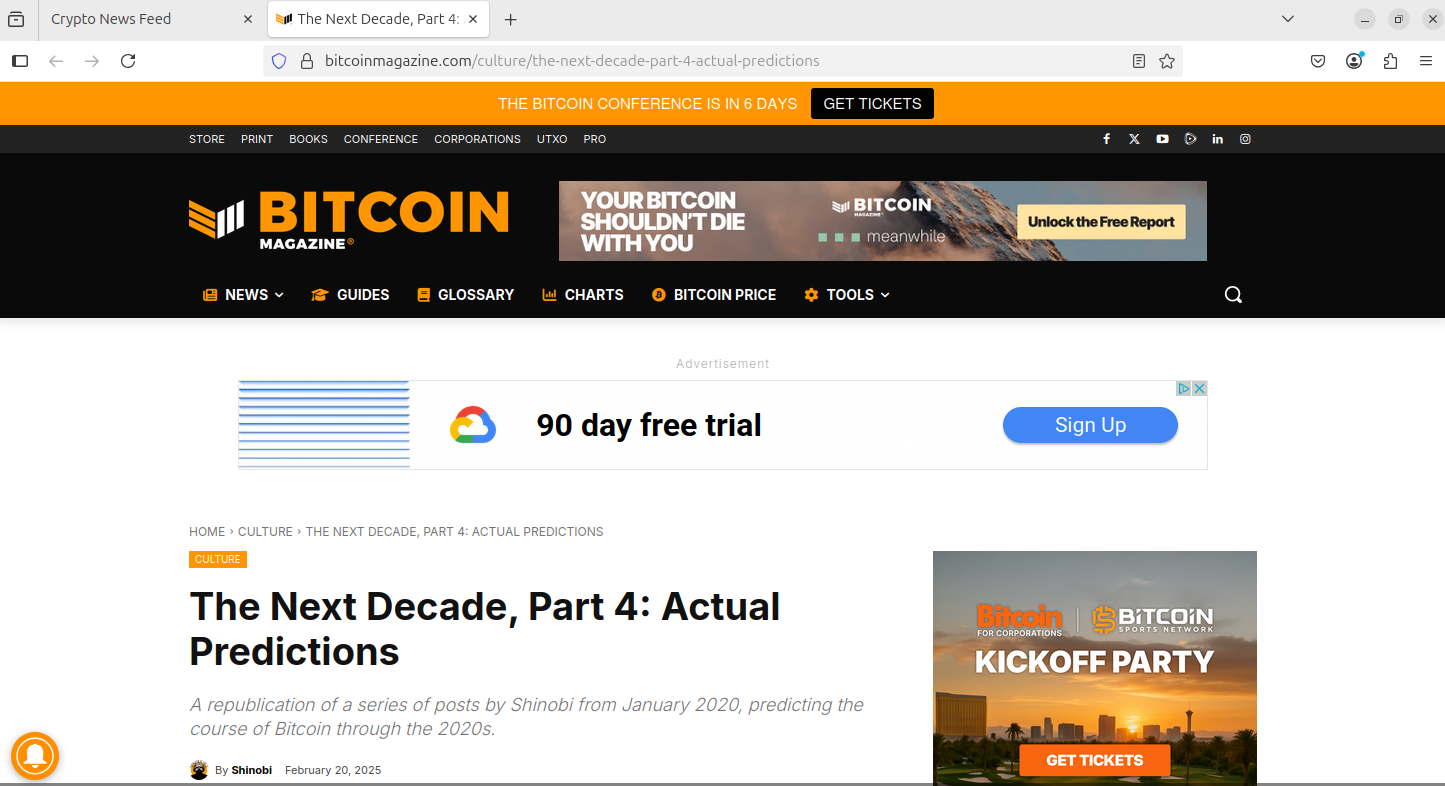 Crypto News Feed
The Next Decade, Part 4:
bitcoinmagazine.com/culture/the-next-decade-part-4-actual-predictions
THE BITCOIN CONFERENCE IS IN 6 DAYS GET TICKETS
STORE PRINT BOOKS CONFERENCE CORPORATIONS UTXO PRO
BITCOIN
MAGAZINE®
YOUR BITCOIN
SHOULDN'T DIE
WITH YOU
BITCOIN
MAGAZINE
meanwhile
Unlock the Free Report
NEWS GUIDES GLOSSARY CHARTS BITCOIN PRICE TOOLS
Advertisement
90 day free trial
Sign Up
HOME › CULTURE › THE NEXT DECADE, PART 4: ACTUAL PREDICTIONS
CULTURE
The Next Decade, Part 4: Actual
Predictions
A republication of a series of posts by Shinobi from January 2020, predicting the
course of Bitcoin through the 2020s.
By Shinobi February 20, 2025
Bitcoin
FOR CORPORATIONS
BITCOIN
SPORTS NETWORK
KICKOFF PARTY
GET TICKETS